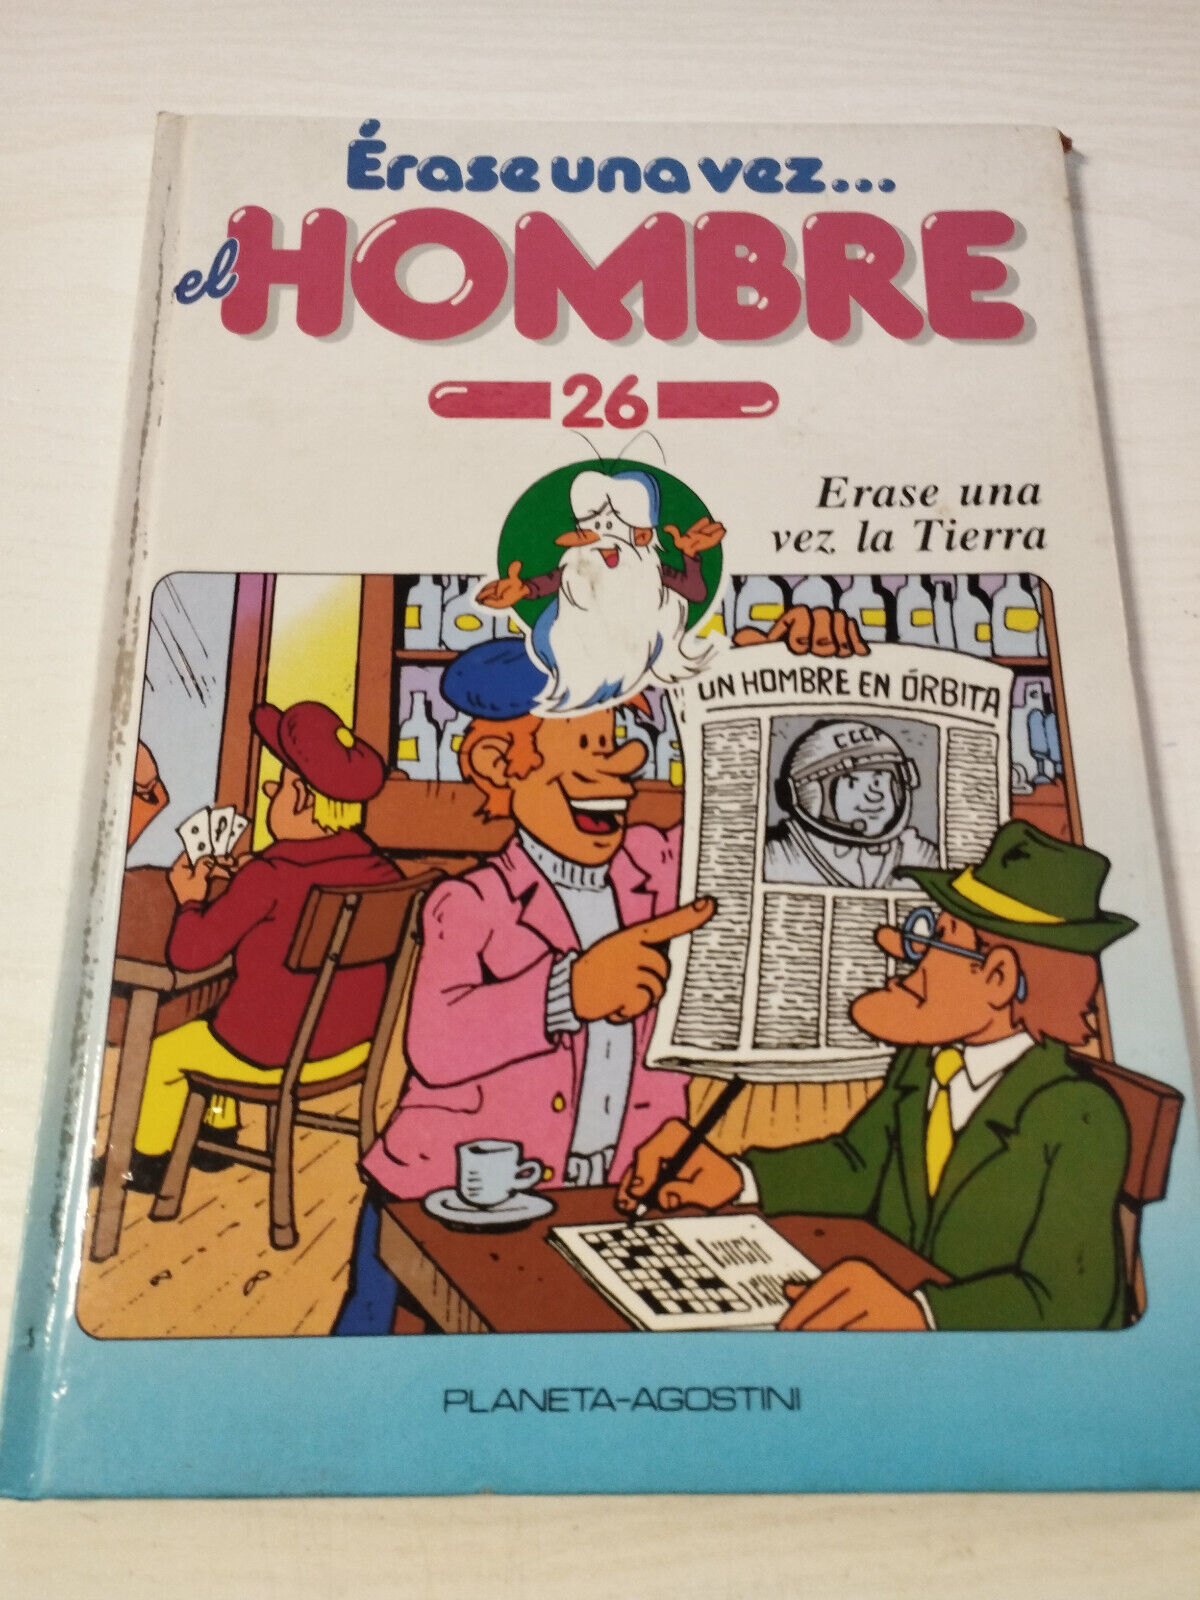 Érase una vez...
el HOMBRE
26
Erase una
vez la Tierra
UN HOMBRE EN ÓRBITA
CCCP
PLANETA-AGOSTINI